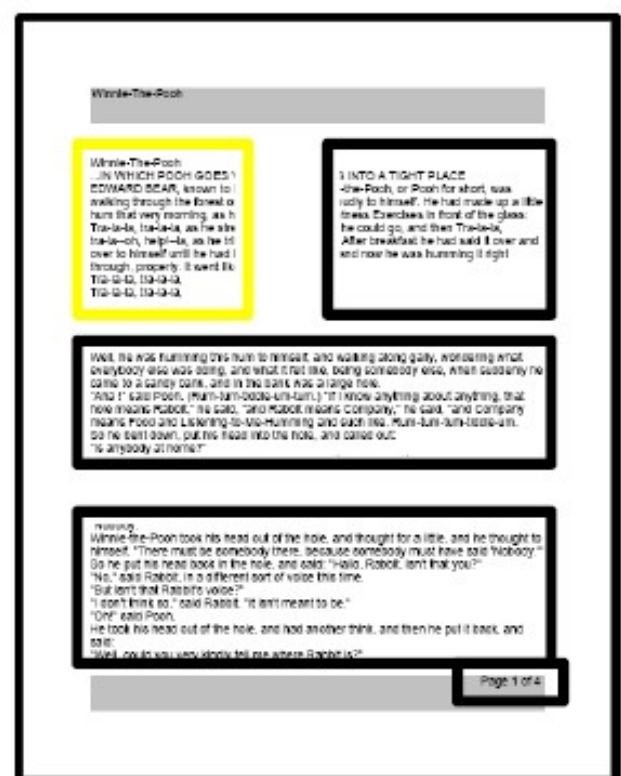 Winnie-The-Pooh
Winnie-The-Pooh
...IN WHICH POOH GOES
EDWARD BEAR, known to
walking through the forest
hum that very morning, as h
Tra-la-la, tra-la-la, as he
tra-la--oh, help!--la, as he tri
over to himself until he had l
through, properly. It went lik
Tra-la-la, tra-la-la,
Tra-la-la, tra-la-la,
INTO A TIGHT PLACE
-the-Pooh, or Pooh for short, was
udly to himself. He had made up a little
tness Exercises in front of the glass:
he could go, and then Tra-la-la,
After breakfast he had said it over and
and now he was humming it right
Well, he was humming this hum to himself, and walking along gaily, wondering what
everybody else was doing, and what it felt like, being somebody else, when suddenly he
came to a sandy bank, and in the bank was a large hole.
"Aha !" said Pooh. (Rum-tum-tiddle-um-tum.) "If I know anything about anything, that
hole means Rabbit," he said, "and Rabbit means Company," he said, "and Company
means Food and Listening-to-Me-Humming and such like. Rum-tum-tum-tiddle-um.
So he bent down, put his head into the hole, and called out:
"Is anybody at home?"
Winnie-the-Pooh took his head out of the hole, and thought for a little, and he thought to
himself, "There must be somebody there, because somebody must have said 'Nobody.'"
So he put his head back in the hole, and said: "Hallo, Rabbit, isn't that you?"
"No," said Rabbit, in a different sort of voice this time.
"But isn't that Rabbit's voice?"
"I don't think so," said Rabbit. "It isn't meant to be."
"Oh!" said Pooh.
He took his head out of the hole, and had another think, and then he put it back, and
said:
"Well, could you very kindly tell me where Rabbit is?"
Page 1 of 4